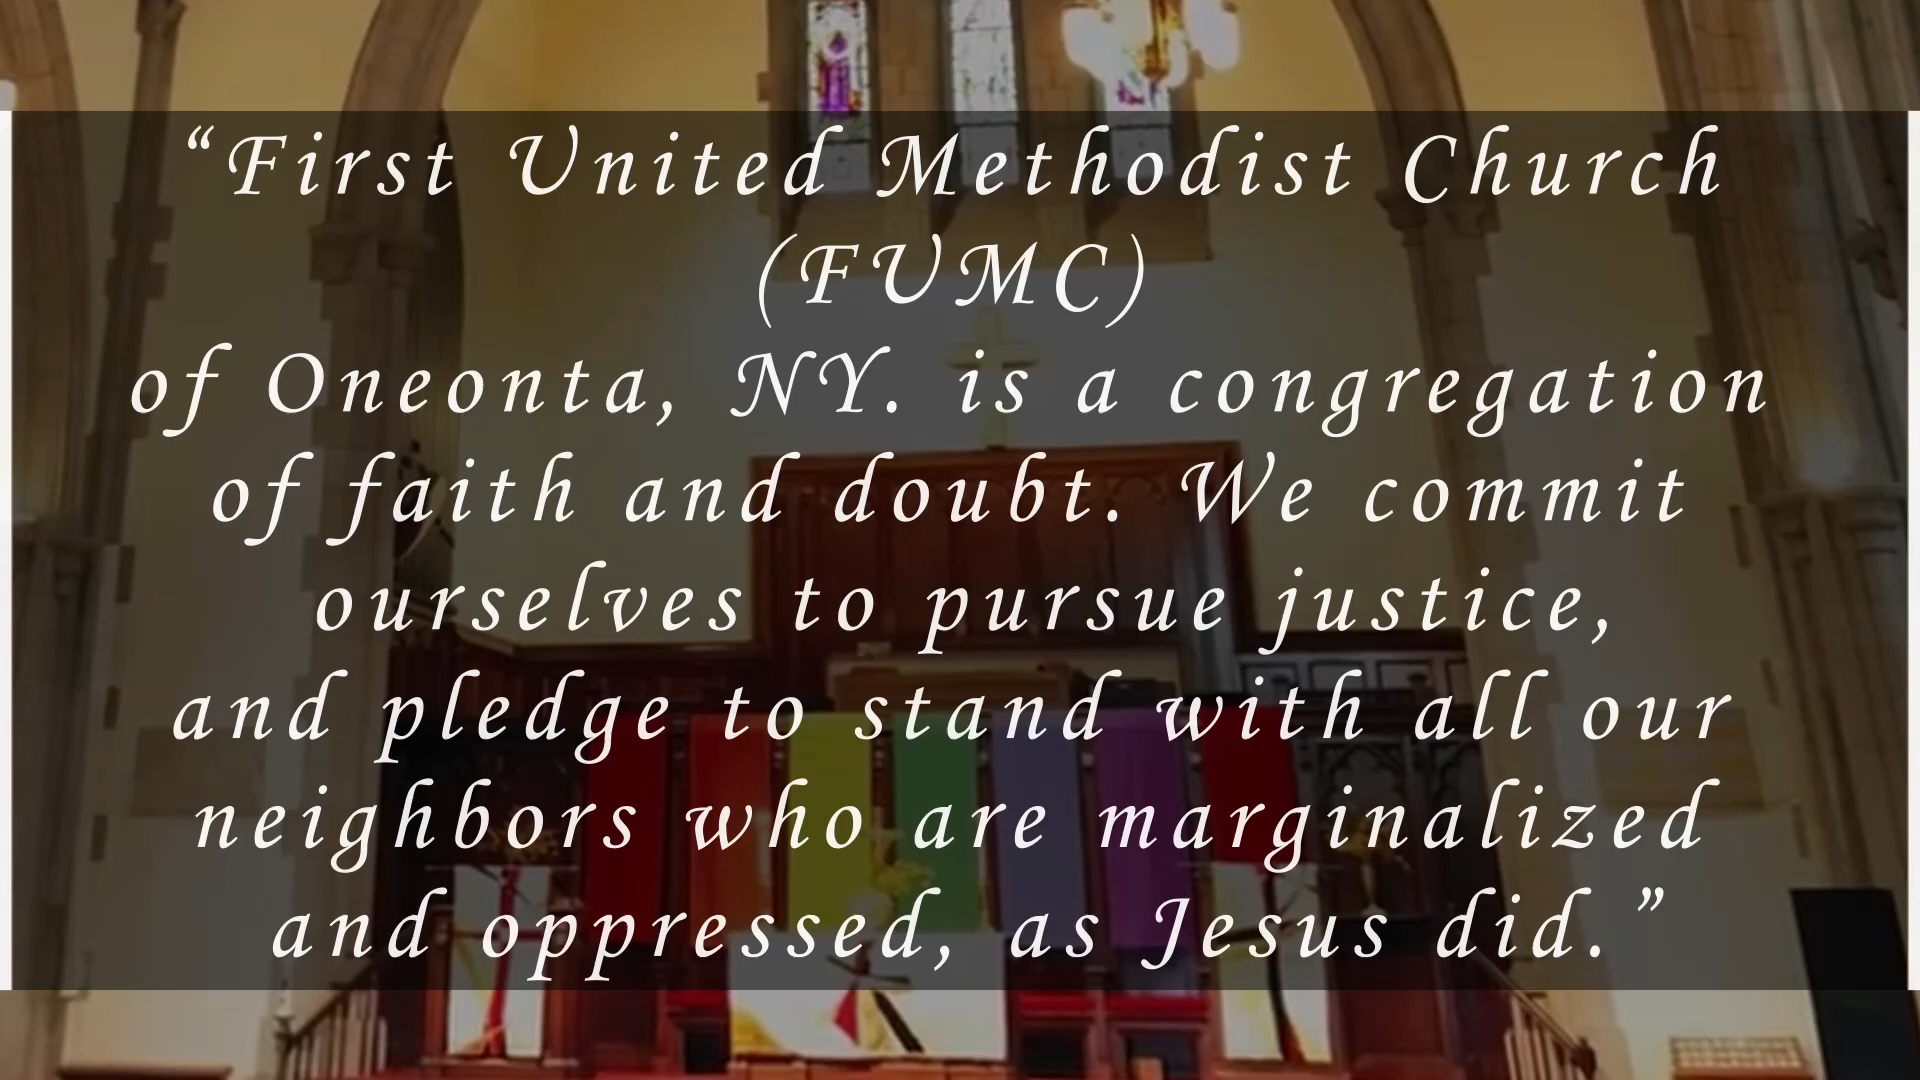 “First United Methodist Church
(FUMC)
of Oneonta, NY. is a congregation
of faith and doubt. We commit
ourselves to pursue justice,
and pledge to stand with all our
neighbors who are marginalized
and oppressed, as Jesus did.”